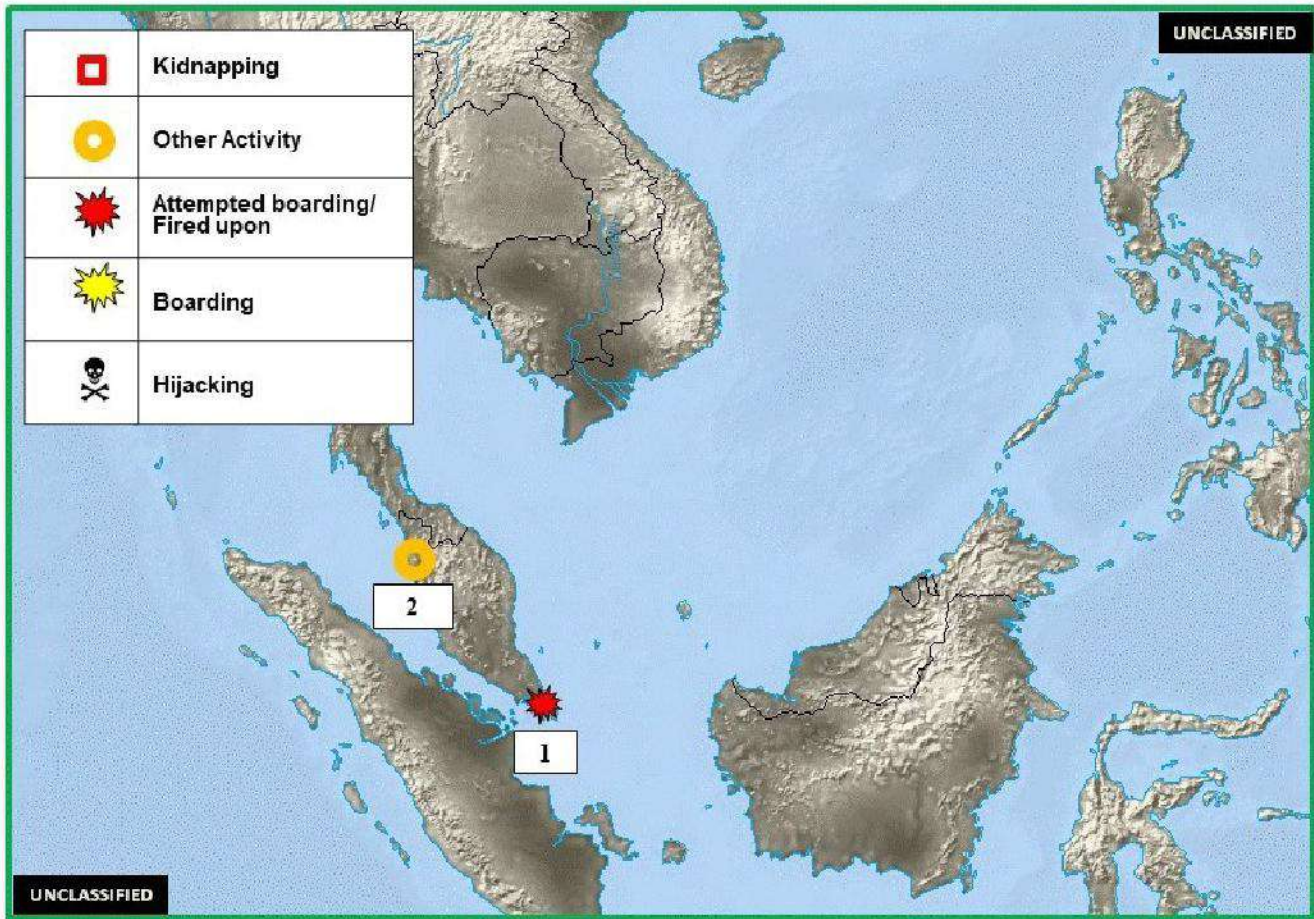 UNCLASSIFIED
Kidnapping
Other Activity
Attempted boarding/
Fired upon
Boarding
Hijacking
2
1
UNCLASSIFIED